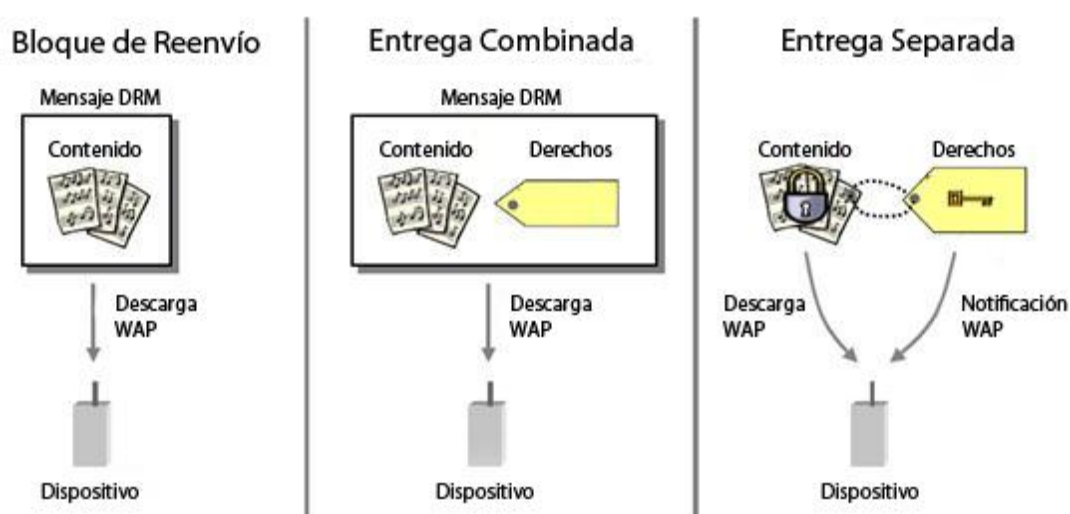 Bloque de Reenvío
Mensaje DRM
Contenido
Descarga
WAP
Dispositivo
Entrega Combinada
Mensaje DRM
Contenido
Derechos
Descarga
WAP
Dispositivo
Entrega Separada
Contenido
Derechos
Descarga
WAP
Notificación
WAP
Dispositivo